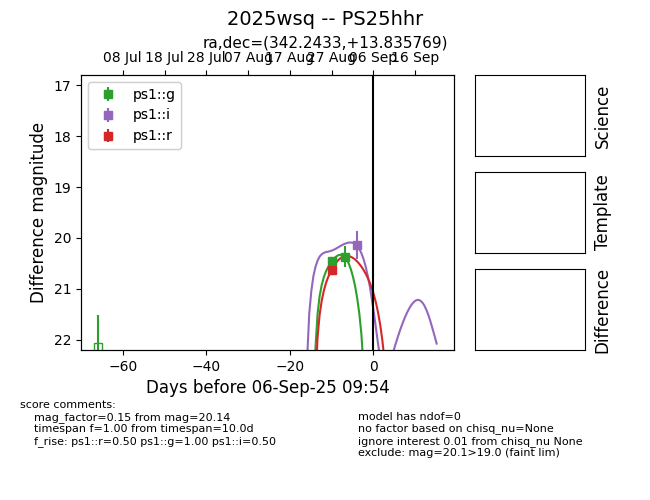 2025wsq -- PS25hhr
ra,dec=(342.2433,+13.835769)
08 Jul 18 Jul 28 Jul 07 Aug 17 Aug 27 Aug 06 Sep 16 Sep
ps1::g
ps1::i
ps1::r
17
18
19
20
21
22
Difference magnitude
−60 −40 −20 0
Days before 06-Sep-25 09:54
Science
Template
Difference
score comments:
mag_factor=0.15 from mag=20.14
timespan f=1.00 from timespan=10.0d
f_rise: ps1::r=0.50 ps1::g=1.00 ps1::i=0.50
model has ndof=0
no factor based on chisq_nu=None
ignore interest 0.01 from chisq_nu None
exclude: mag=20.1>19.0 (faint lim)